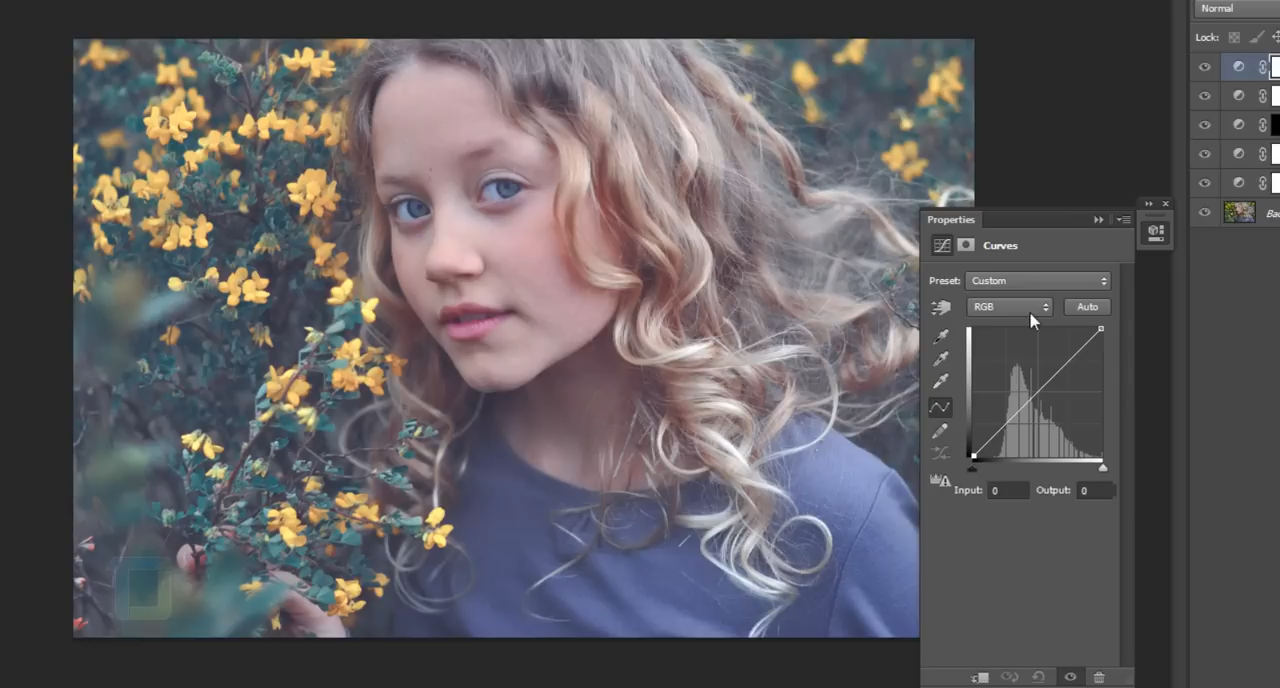 Normal
Lock:
Properties
Curves
Preset: Custom
RGB Auto
Input: 0 Output: 0